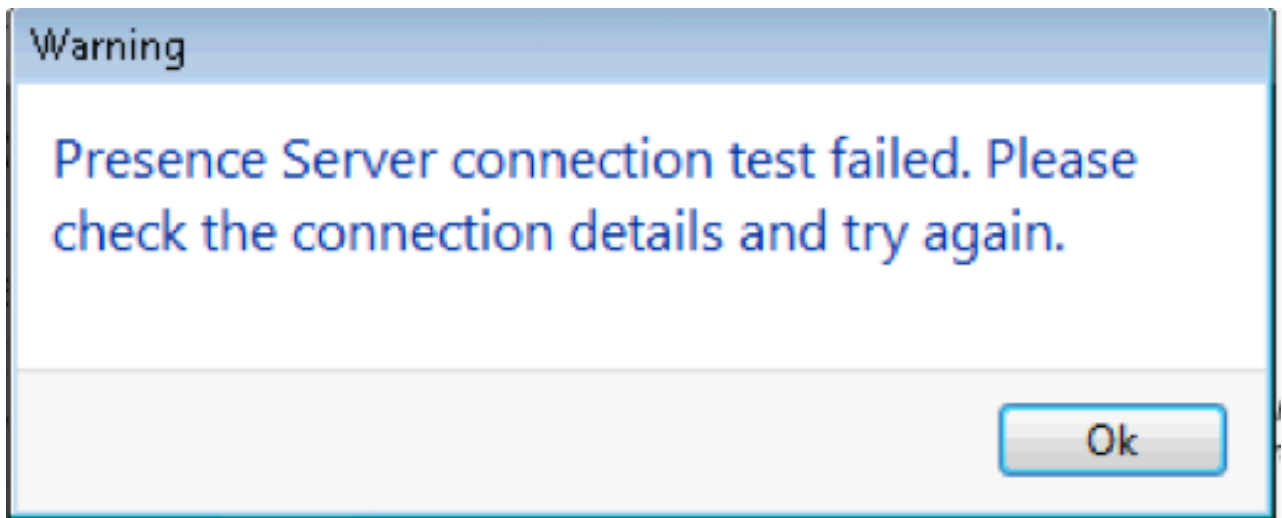 Warning
Presence Server connection test failed. Please
check the connection details and try again.
Ok